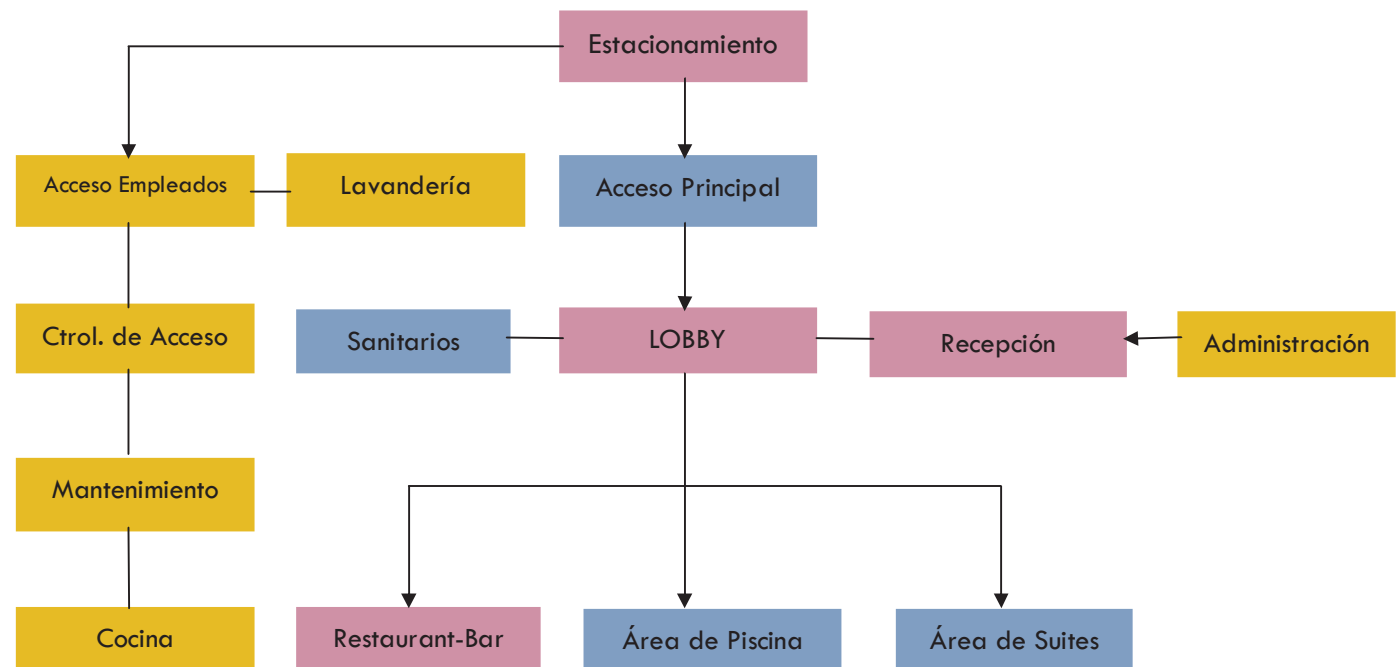 Estacionamiento
Acceso Empleados
Lavandería
Acceso Principal
Ctrol. de Acceso
Sanitarios
LOBBY
Recepción
Administración
Mantenimiento
Cocina
Restaurant-Bar
Área de Piscina
Área de Suites